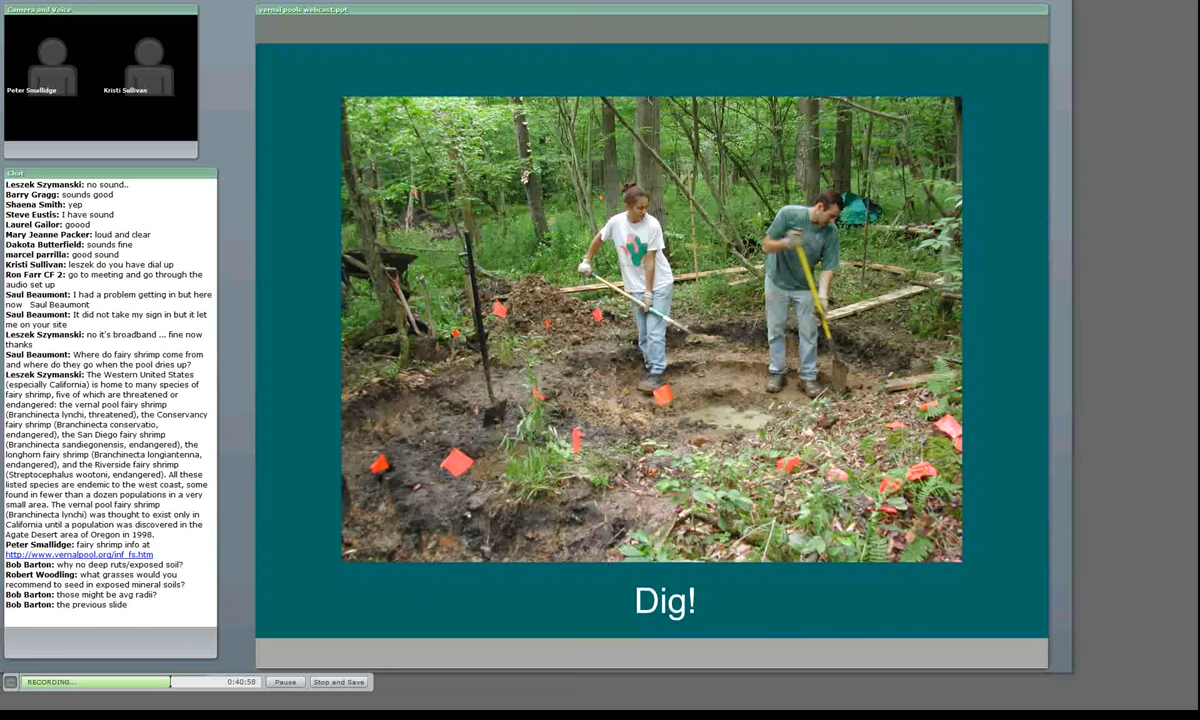 Camera and Voice
Peter Smallidge
Kristi Sullivan
Chat
Leszek Szymanski: no sound..
Barry Gragg: sounds good
Shaena Smith: yep
Steve Eustis: I have sound
Laurel Gailor: goood
Mary Jeanne Packer: loud and clear
Dakota Butterfield: sounds fine
marcel parrilla: good sound
Kristi Sullivan: leszek do you have dial up
Ron Farr CF 2: go to meeting and go through the
audio set up
Saul Beaumont: I had a problem getting in but here
now Saul Beaumont
Saul Beaumont: It did not take my sign in but it let
me on your site
Leszek Szymanski: no it's broadband ... fine now
thanks
Saul Beaumont: Where do fairy shrimp come from
and where do they go when the pool dries up?
Leszek Szymanski: The Western United States
(especially California) is home to many species of
fairy shrimp, five of which are threatened or
endangered: the vernal pool fairy shrimp
(Branchinecta lynchi, threatened), the Conservancy
fairy shrimp (Branchinecta conservatio,
endangered), the San Diego fairy shrimp
(Branchinecta sandiegonensis, endangered), the
longhorn fairy shrimp (Branchinecta longiantenna,
endangered), and the Riverside fairy shrimp
(Streptocephalus wootoni, endangered). All these
listed species are endemic to the west coast, some
found in fewer than a dozen populations in a very
small area. The vernal pool fairy shrimp
(Branchinecta lynchi) was thought to exist only in
California until a population was discovered in the
Agate Desert area of Oregon in 1998.
Peter Smallidge: fairy shrimp info at
http://www.vernalpool.org/inf_fs.htm
Bob Barton: why no deep ruts/exposed soil?
Robert Woodling: what grasses would you
recommend to seed in exposed mineral soils?
Bob Barton: those might be avg radii?
Bob Barton: the previous slide
vernal pools webcast.ppt
Dig!
RECORDING...
0:40:58
Pause
Stop and Save